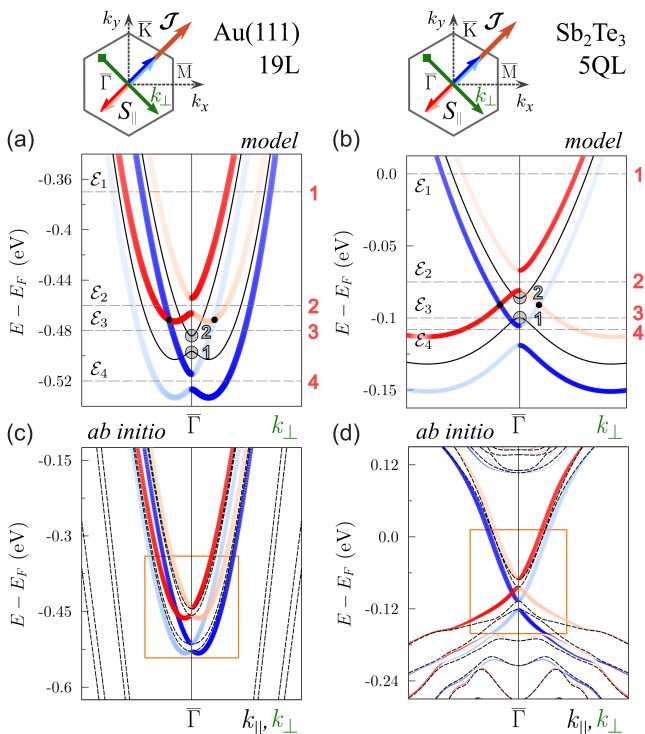 k_y
K̅
𝒥
Γ̅
M̅
S_∥
k_⊥
k_x
Au(111)
19L
k_y
K̅
𝒥
Γ̅
M̅
S_∥
k_⊥
k_x
Sb₂Te₃
5QL
(a)
model
E − E_F (eV)
-0.36
-0.4
-0.44
-0.48
-0.52
ℰ₁
ℰ₂
ℰ₃
ℰ₄
1
2
3
4
2
1
Γ̅
k_⊥
(b)
model
E − E_F (eV)
0.0
-0.05
-0.1
-0.15
ℰ₁
ℰ₂
ℰ₃
ℰ₄
1
2
3
4
2
1
Γ̅
k_⊥
(c)
ab initio
E − E_F (eV)
-0.15
-0.3
-0.45
-0.6
Γ̅
k_∥, k_⊥
(d)
ab initio
E − E_F (eV)
0.12
0.0
-0.12
-0.24
Γ̅
k_∥, k_⊥